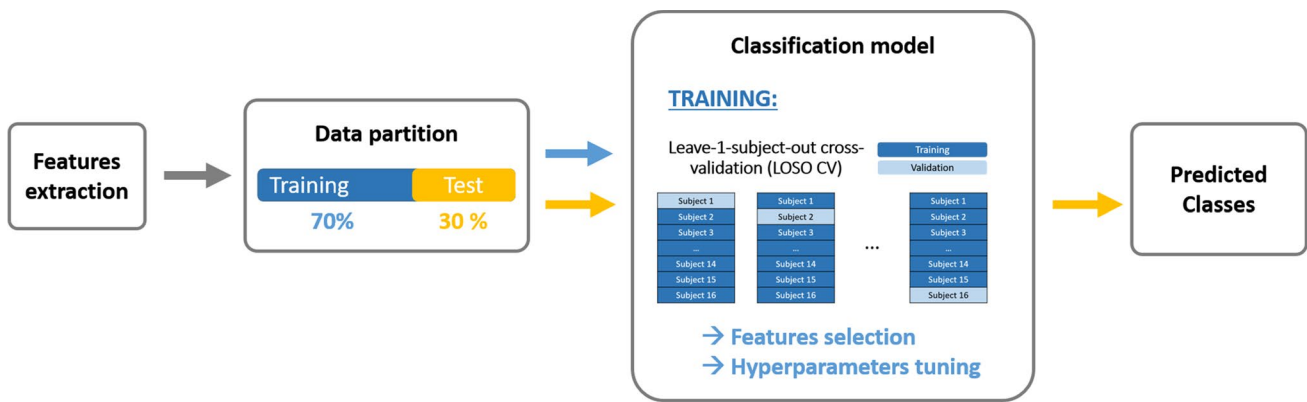 Features
extraction
Data partition
Training
Test
70%
30 %
Classification model
TRAINING:
Leave-1-subject-out cross-
validation (LOSO CV)
Training
Validation
Subject 1
Subject 2
Subject 3
...
Subject 14
Subject 15
Subject 16
Subject 1
Subject 2
Subject 3
...
Subject 14
Subject 15
Subject 16
...
Subject 1
Subject 2
Subject 3
...
Subject 14
Subject 15
Subject 16
→ Features selection
→ Hyperparameters tuning
Predicted
Classes